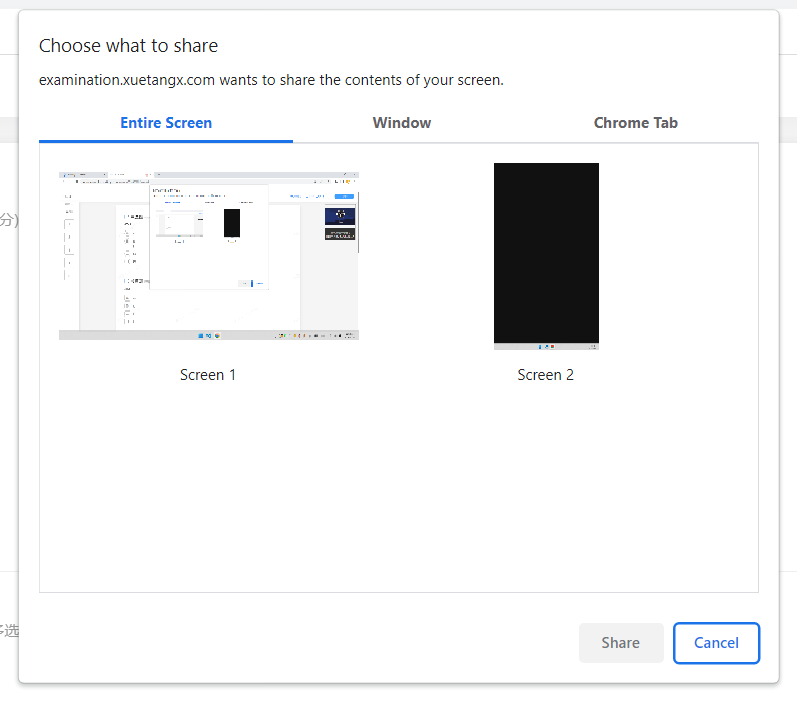 Choose what to share
examination.xuetangx.com wants to share the contents of your screen.
Entire Screen
Window
Chrome Tab
分)
Screen 1
Screen 2
多选
Share
Cancel